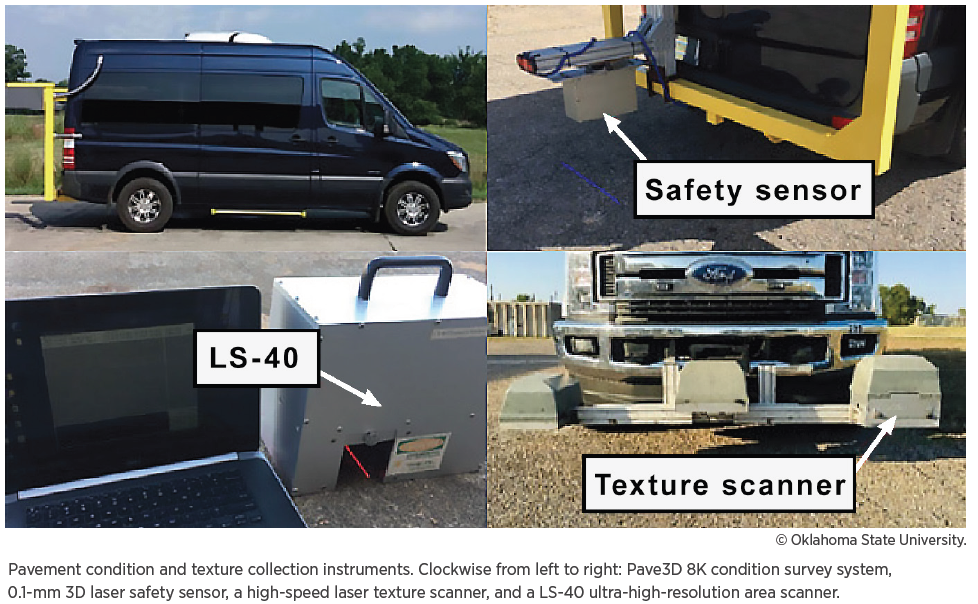 Safety sensor
LS-40
Ford
Texture scanner
© Oklahoma State University.
Pavement condition and texture collection instruments. Clockwise from left to right: Pave3D 8K condition survey system,
0.1-mm 3D laser safety sensor, a high-speed laser texture scanner, and a LS-40 ultra-high-resolution area scanner.